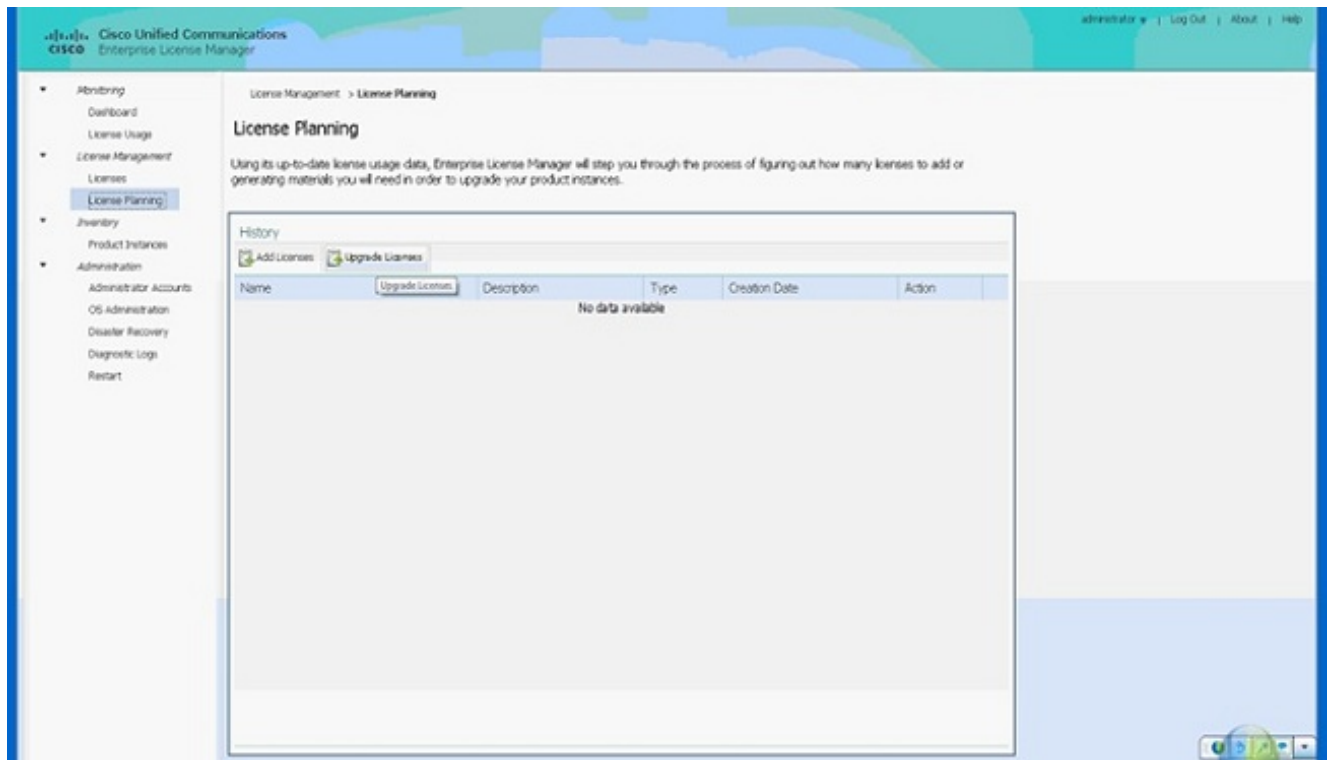 Cisco Unified Communications
CISCO Enterprise License Manager
administrator | Log Out | About | Help
Monitoring
Dashboard
License Usage
License Management
Licenses
License Planning
Inventory
Product Instances
Administration
Administrator Accounts
OS Administration
Disaster Recovery
Diagnostic Logs
Restart
License Management > License Planning
License Planning
Using its up-to-date license usage data, Enterprise License Manager will step you through the process of figuring out how many licenses to add or
generating materials you will need in order to upgrade your product instances.
History
Add Licenses Upgrade Licenses
Name Description Type Creation Date Action
Upgrade Licenses
No data available